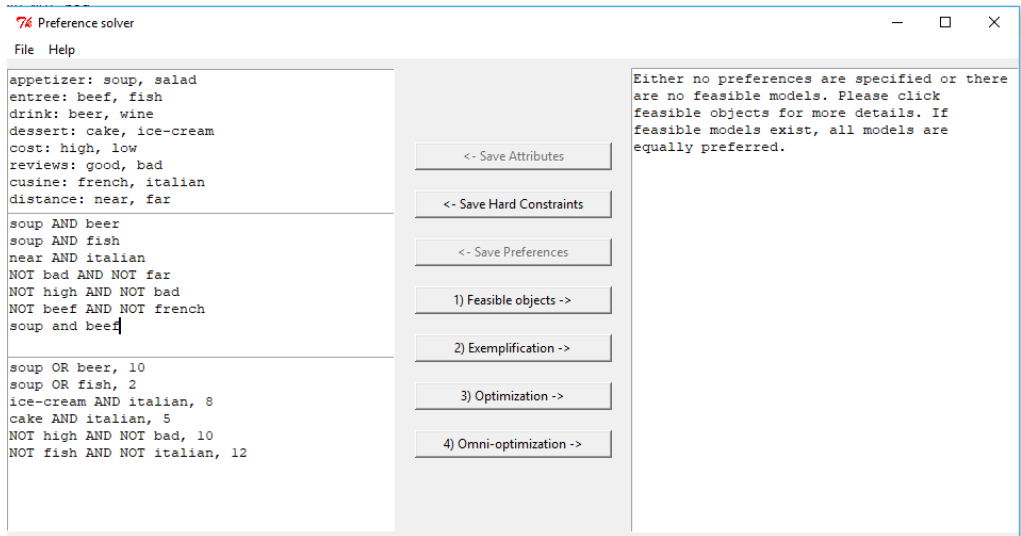 Preference solver
File Help
appetizer: soup, salad
entree: beef, fish
drink: beer, wine
dessert: cake, ice-cream
cost: high, low
reviews: good, bad
cusine: french, italian
distance: near, far
soup AND beer
soup AND fish
near AND italian
NOT bad AND NOT far
NOT high AND NOT bad
NOT beef AND NOT french
soup and beef
soup OR beer, 10
soup OR fish, 2
ice-cream AND italian, 8
cake AND italian, 5
NOT high AND NOT bad, 10
NOT fish AND NOT italian, 12
<- Save Attributes
<- Save Hard Constraints
<- Save Preferences
1) Feasible objects ->
2) Exemplification ->
3) Optimization ->
4) Omni-optimization ->
Either no preferences are specified or there
are no feasible models. Please click
feasible objects for more details. If
feasible models exist, all models are
equally preferred.